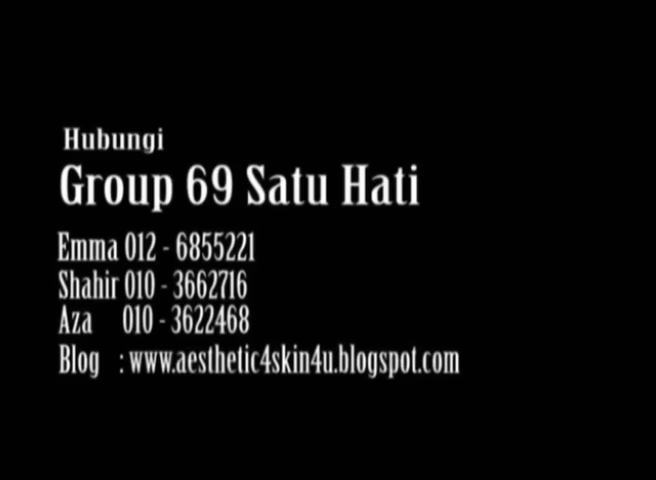 Hubungi
Group 69 Satu Hati
Emma 012 - 6855221
Shahir 010 - 3662716
Aza 010 - 3622468
Blog : www.aesthetic4skin4u.blogspot.com